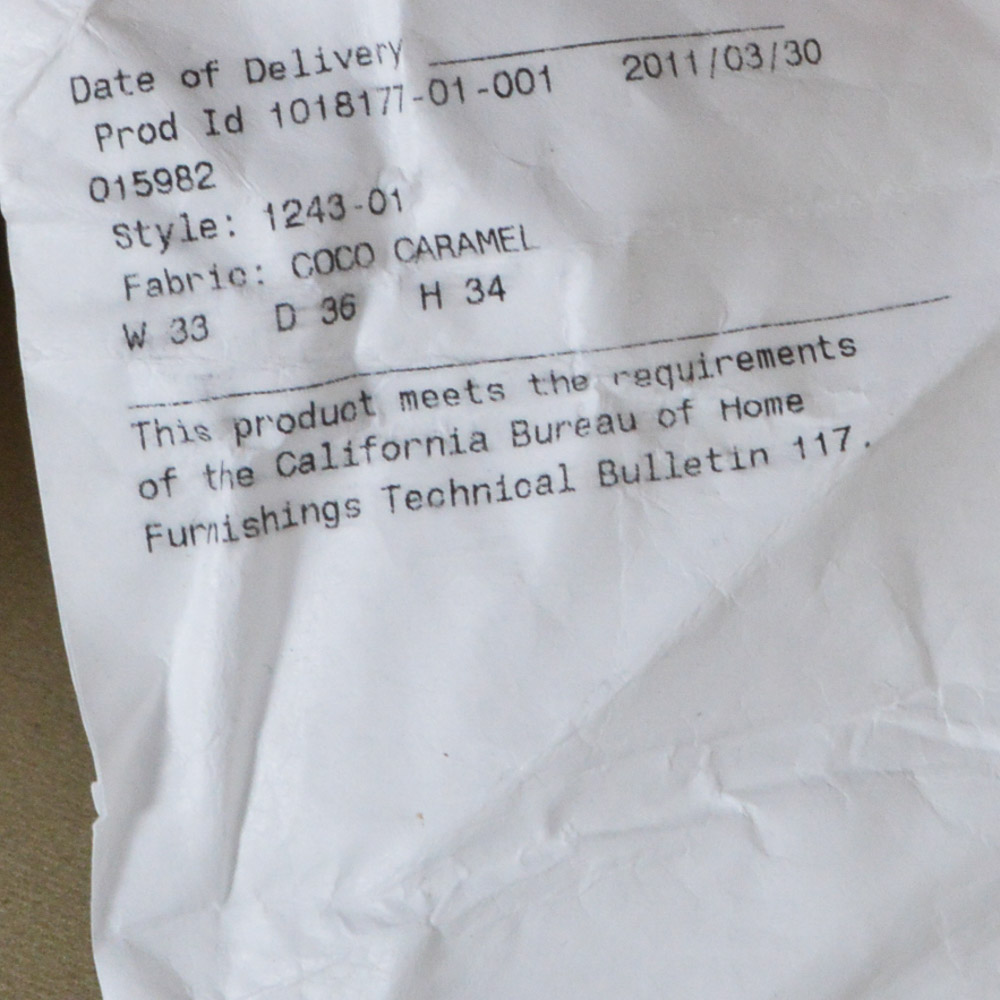 Date of Delivery
Prod Id 1018177-01-001 2011/03/30
015982
Style: 1243-01
Fabric: COCO CARAMEL
W 33 D 36 H 34
This product meets the requirements
of the California Bureau of Home
Furnishings Technical Bulletin 117.